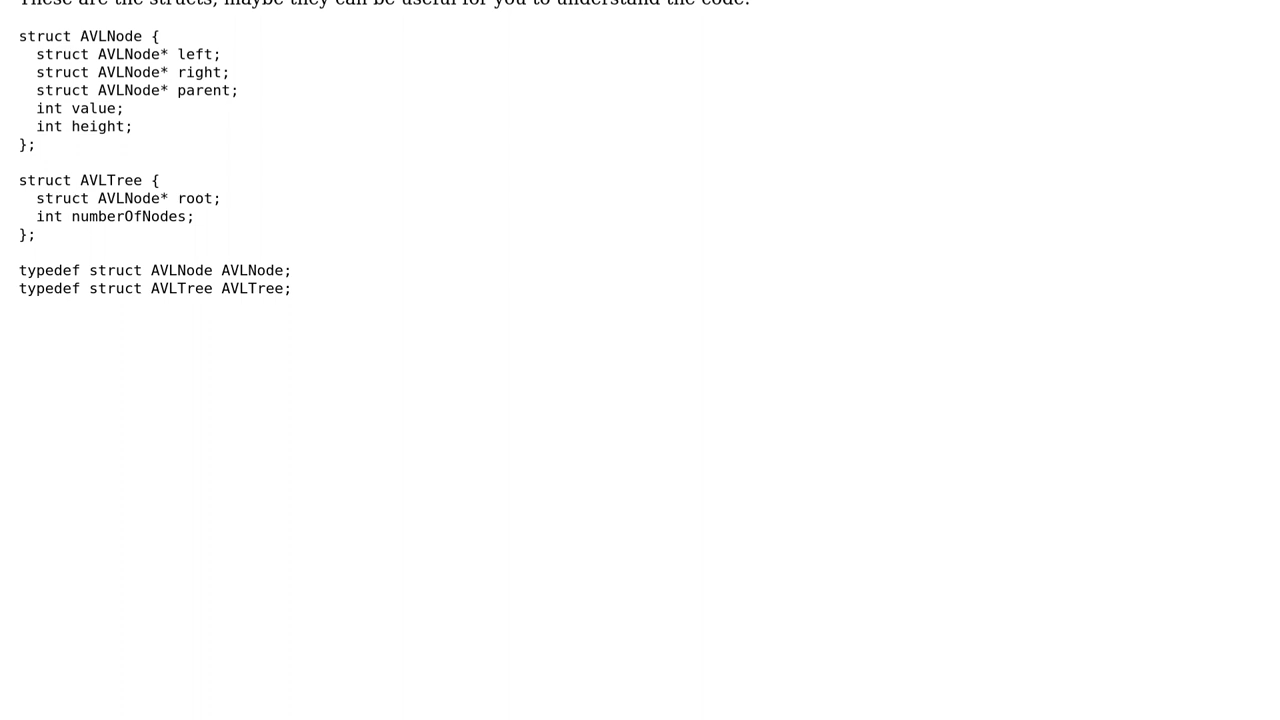 These are the structs, maybe they can be useful for you to understand the code:
struct AVLNode {
  struct AVLNode* left;
  struct AVLNode* right;
  struct AVLNode* parent;
  int value;
  int height;
};
struct AVLTree {
  struct AVLNode* root;
  int numberOfNodes;
};
typedef struct AVLNode AVLNode;
typedef struct AVLTree AVLTree;